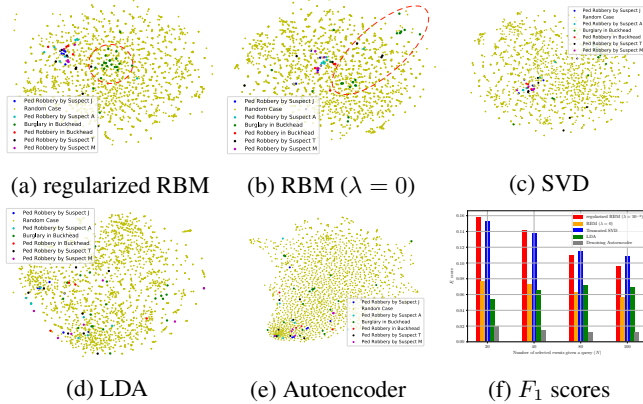 Ped Robbery by Suspect J
Random Case
Ped Robbery by Suspect A
Burglary in Buckhead
Ped Robbery in Buckhead
Ped Robbery by Suspect T
Ped Robbery by Suspect M
(a) regularized RBM
Ped Robbery by Suspect J
Random Case
Ped Robbery by Suspect A
Burglary in Buckhead
Ped Robbery in Buckhead
Ped Robbery by Suspect T
Ped Robbery by Suspect M
(b) RBM (λ = 0)
Ped Robbery by Suspect J
Random Case
Ped Robbery by Suspect A
Burglary in Buckhead
Ped Robbery in Buckhead
Ped Robbery by Suspect T
Ped Robbery by Suspect M
(c) SVD
Ped Robbery by Suspect J
Random Case
Ped Robbery by Suspect A
Burglary in Buckhead
Ped Robbery in Buckhead
Ped Robbery by Suspect T
Ped Robbery by Suspect M
(d) LDA
Ped Robbery by Suspect J
Random Case
Ped Robbery by Suspect A
Burglary in Buckhead
Ped Robbery in Buckhead
Ped Robbery by Suspect T
Ped Robbery by Suspect M
(e) Autoencoder
RBM (λ = 0)
Truncated SVD
LDA
Denoising Autoencoder
Number of selected events given a query (N)
(f) F₁ scores